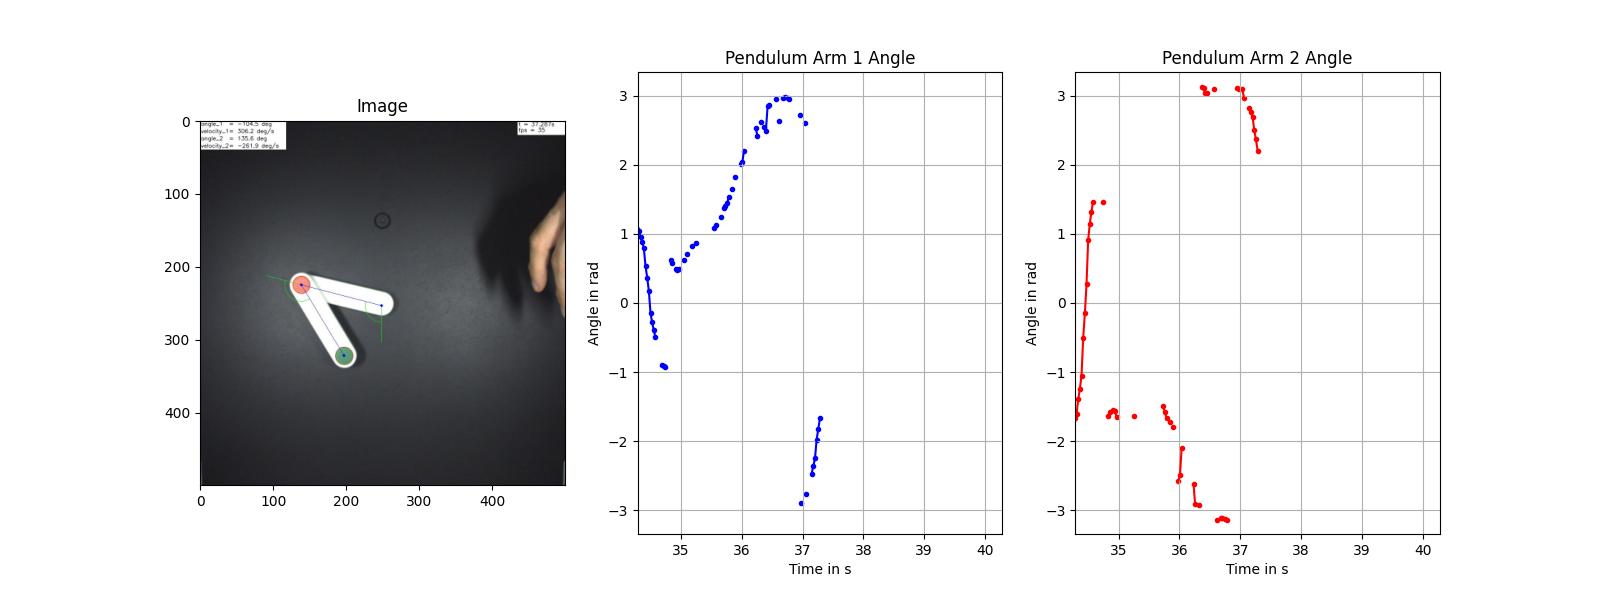 Image
angle_1 = -104.5 deg
velocity_1= 306.2 deg/s
angle_2 = 135.6 deg
velocity_2= -261.9 deg/s
t = 37.287s
fps = 35
0
100
200
300
400
0 100 200 300 400
Pendulum Arm 1 Angle
Angle in rad
3
2
1
0
−1
−2
−3
35 36 37 38 39 40
Time in s
Pendulum Arm 2 Angle
Angle in rad
3
2
1
0
−1
−2
−3
35 36 37 38 39 40
Time in s